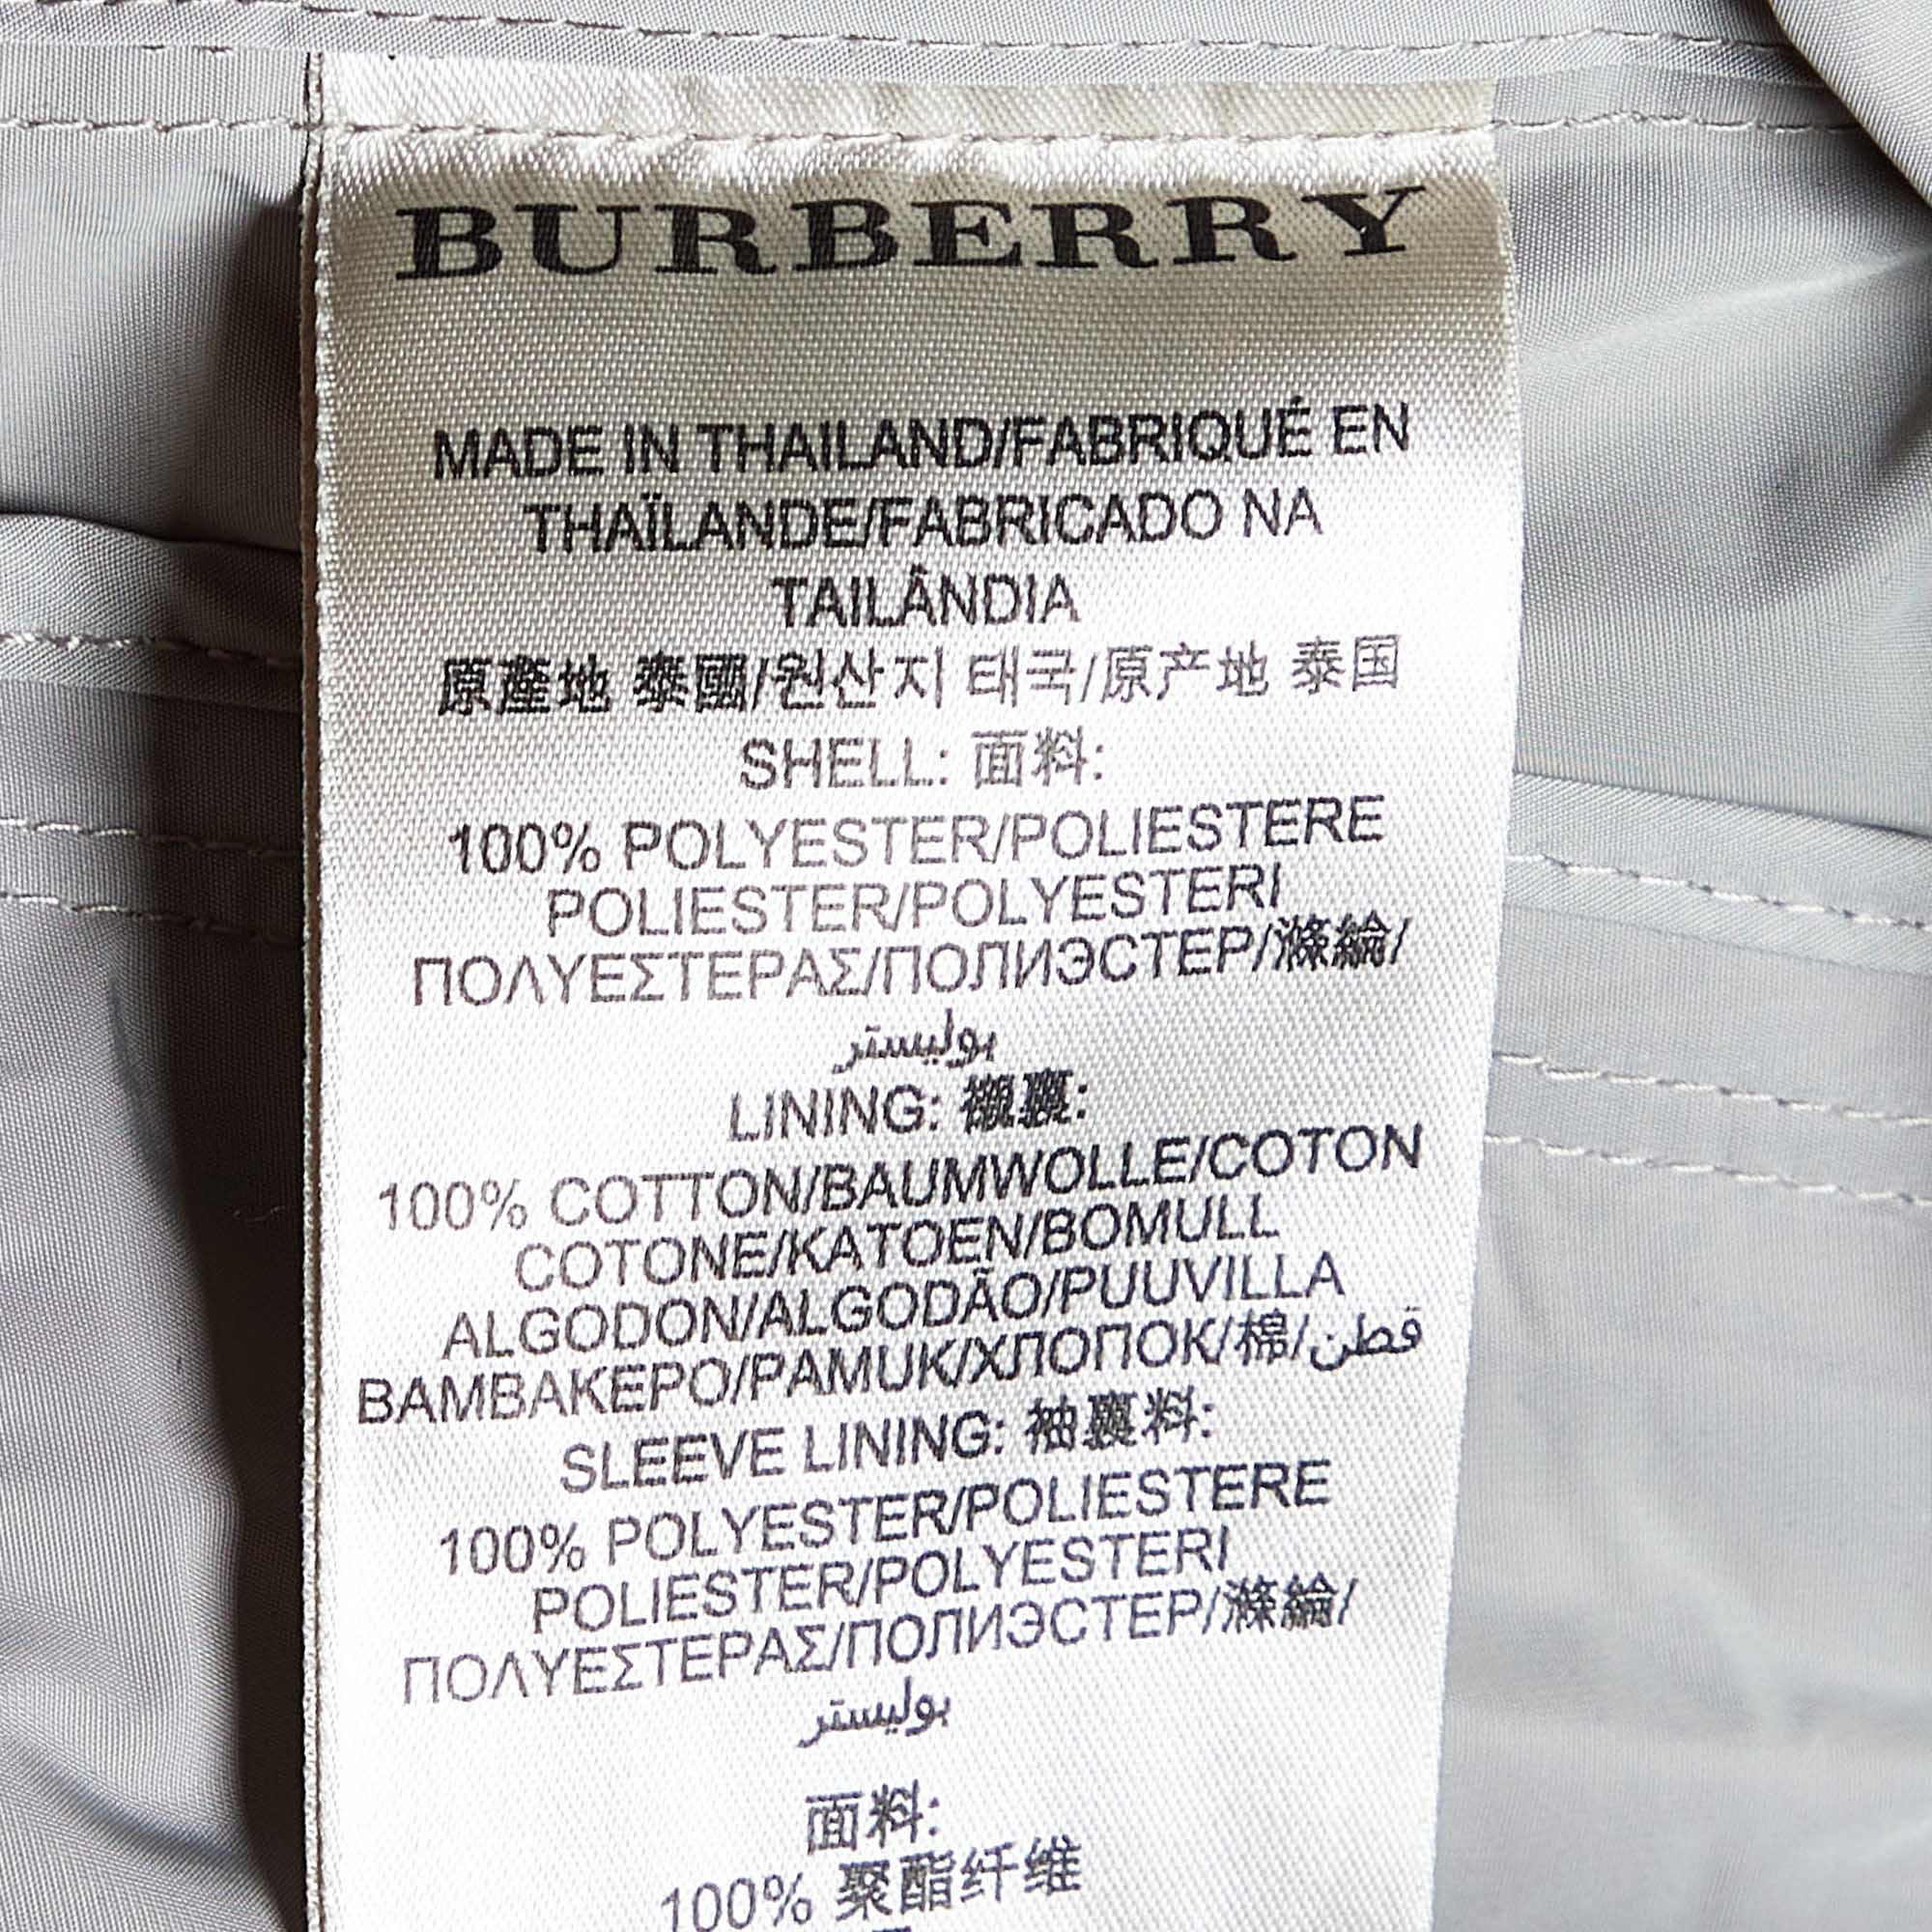 BURBERRY
MADE IN THAILAND/FABRIQUÉ EN
THAÏLANDE/FABRICADO NA
TAILÂNDIA
原產地 泰國/원산지 태국/原产地 泰国
SHELL: 面料:
100% POLYESTER/POLIESTERE
POLIESTER/POLYESTERI
ΠΟΛΥΕΣΤΕΡΑΣ/ПОЛИЭСТЕР/滌綸/
بوليستر
LINING: 襯裏:
100% COTTON/BAUMWOLLE/COTON
COTONE/KATOEN/BOMULL
ALGODON/ALGODÃO/PUUVILLA
ΒΑΜΒΑΚΕΡΟ/PAMUK/ХЛОПОК/棉/قطن
SLEEVE LINING: 袖裏料:
100% POLYESTER/POLIESTERE
POLIESTER/POLYESTERI
ΠΟΛΥΕΣΤΕΡΑΣ/ПОЛИЭСТЕР/滌綸/
بوليستر
面料:
100% 聚酯纤维